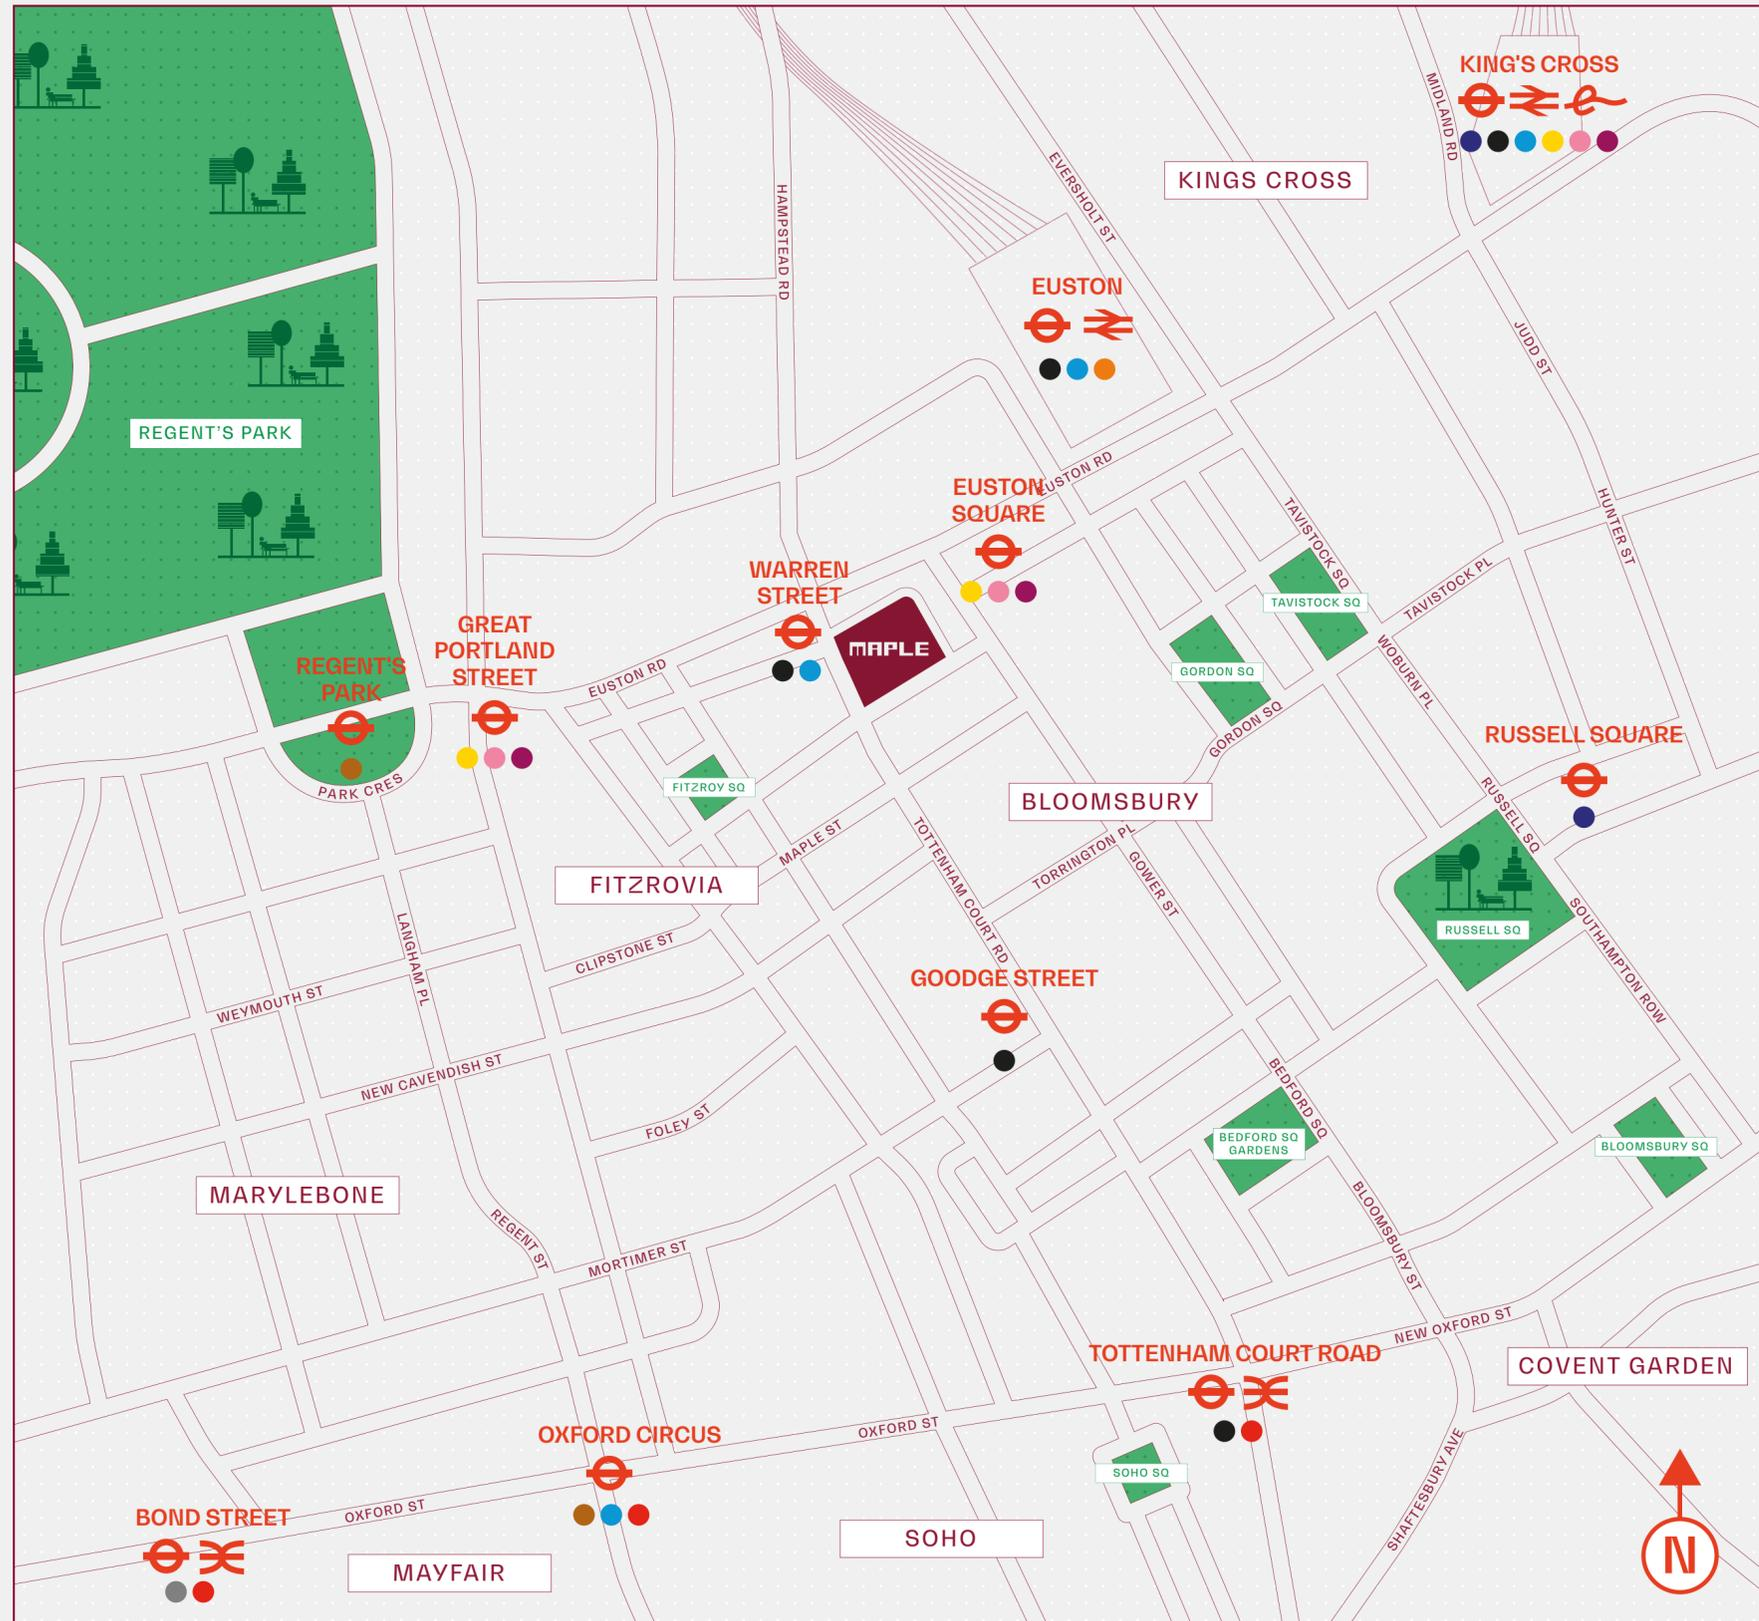 KING'S CROSS
MIDLAND RD
EVERSHOLT ST
KINGS CROSS
HAMPSTEAD RD
EUSTON
JUDD ST
REGENT'S PARK
EUSTON RD
EUSTON
SQUARE
TAVISTOCK SQ
HUNTER ST
WARREN
STREET
TAVISTOCK PL
TAVISTOCK SQ
GREAT
PORTLAND
STREET
MAPLE
WOBURN PL
REGENT'S
PARK
EUSTON RD
GORDON SQ
GORDON SQ
RUSSELL SQUARE
PARK CRES
FITZROY SQ
BLOOMSBURY
RUSSELL SQ
MAPLE ST
TOTTENHAM COURT RD
TORRINGTON PL
GOWER ST
FITZROVIA
RUSSELL SQ
SOUTHAMPTON ROW
LANGHAM PL
CLIPSTONE ST
GOODGE STREET
WEYMOUTH ST
NEW CAVENDISH ST
BEDFORD SQ
FOLEY ST
BEDFORD SQ
GARDENS
BLOOMSBURY SQ
MARYLEBONE
BLOOMSBURY ST
REGENT ST
MORTIMER ST
NEW OXFORD ST
TOTTENHAM COURT ROAD
COVENT GARDEN
OXFORD CIRCUS
OXFORD ST
SOHO SQ
SHAFTESBURY AVE
BOND STREET
OXFORD ST
SOHO
MAYFAIR
N